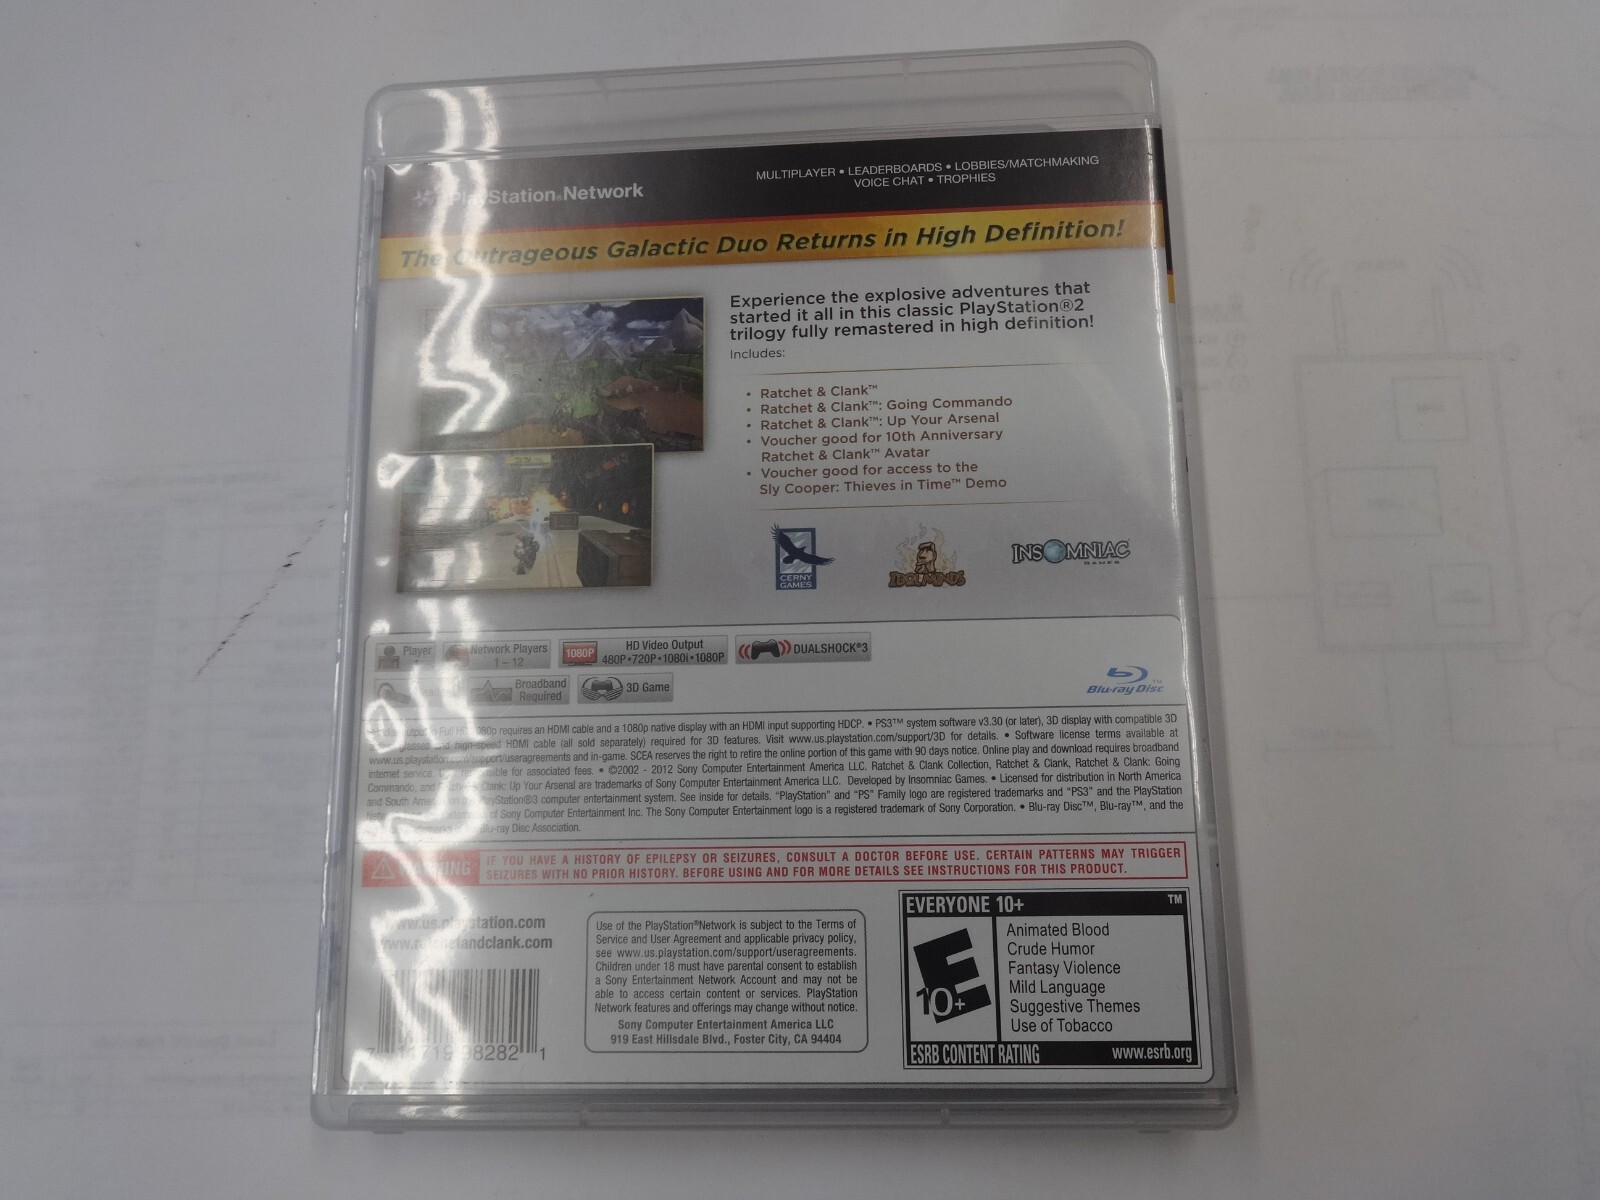 PlayStation®Network
MULTIPLAYER • LEADERBOARDS • LOBBIES/MATCHMAKING
VOICE CHAT • TROPHIES
The Outrageous Galactic Duo Returns in High Definition!
Experience the explosive adventures that
started it all in this classic PlayStation®2
trilogy fully remastered in high definition!
Includes:
• Ratchet & Clank™
• Ratchet & Clank™: Going Commando
• Ratchet & Clank™: Up Your Arsenal
• Voucher good for 10th Anniversary
Ratchet & Clank™ Avatar
• Voucher good for access to the
Sly Cooper: Thieves in Time™ Demo
CERNY
GAMES
IDOLMINDS
INSOMNIAC
GAMES
Player
Network Players
1 – 12
1080P
HD Video Output
480P•720P•1080i•1080P
DUALSHOCK®3
Broadband
Required
3D Game
Blu-ray Disc™
output in Full HD 1080p requires an HDMI cable and a 1080p native display with an HDMI input supporting HDCP. • PS3™ system software v3.30 (or later), 3D display with compatible 3D
glasses and high-speed HDMI cable (all sold separately) required for 3D features. Visit www.us.playstation.com/support/3D for details. • Software license terms available at
www.us.playstation.com/support/useragreements and in-game. SCEA reserves the right to retire the online portion of this game with 90 days notice. Online play and download requires broadband
internet service. responsible for associated fees. • ©2002 - 2012 Sony Computer Entertainment America LLC. Ratchet & Clank Collection, Ratchet & Clank, Ratchet & Clank: Going
Commando, and Clank: Up Your Arsenal are trademarks of Sony Computer Entertainment America LLC. Developed by Insomniac Games. • Licensed for distribution in North America
and South America on PlayStation®3 computer entertainment system. See inside for details. "PlayStation" and "PS" Family logo are registered trademarks and "PS3" and the PlayStation
of Sony Computer Entertainment Inc. The Sony Computer Entertainment logo is a registered trademark of Sony Corporation. • Blu-ray Disc™, Blu-ray™, and the
Blu-ray Disc Association.
WARNING
IF YOU HAVE A HISTORY OF EPILEPSY OR SEIZURES, CONSULT A DOCTOR BEFORE USE. CERTAIN PATTERNS MAY TRIGGER
SEIZURES WITH NO PRIOR HISTORY. BEFORE USING AND FOR MORE DETAILS SEE INSTRUCTIONS FOR THIS PRODUCT.
www.us.playstation.com
www.ratchetandclank.com
7 11719 98282 1
Use of the PlayStation®Network is subject to the Terms of
Service and User Agreement and applicable privacy policy,
see www.us.playstation.com/support/useragreements.
Children under 18 must have parental consent to establish
a Sony Entertainment Network Account and may not be
able to access certain content or services. PlayStation
Network features and offerings may change without notice.
Sony Computer Entertainment America LLC
919 East Hillsdale Blvd., Foster City, CA 94404
EVERYONE 10+ ™
E
10+
Animated Blood
Crude Humor
Fantasy Violence
Mild Language
Suggestive Themes
Use of Tobacco
ESRB CONTENT RATING
www.esrb.org